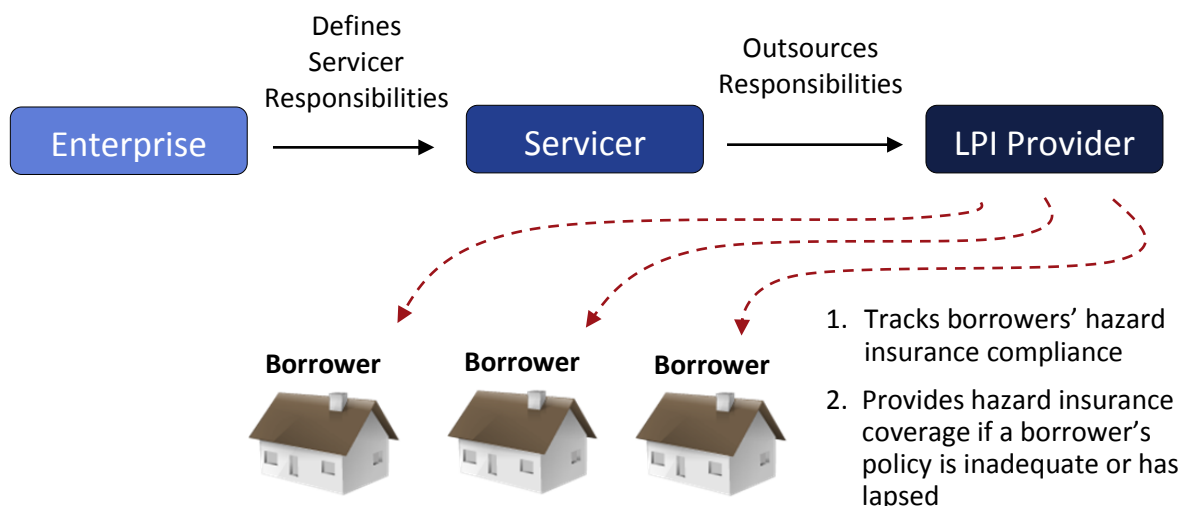 Defines
Servicer
Responsibilities
Outsources
Responsibilities
Enterprise
Servicer
LPI Provider
Borrower
Borrower
Borrower
1. Tracks borrowers’ hazard
insurance compliance
2. Provides hazard insurance
coverage if a borrower’s
policy is inadequate or has
lapsed